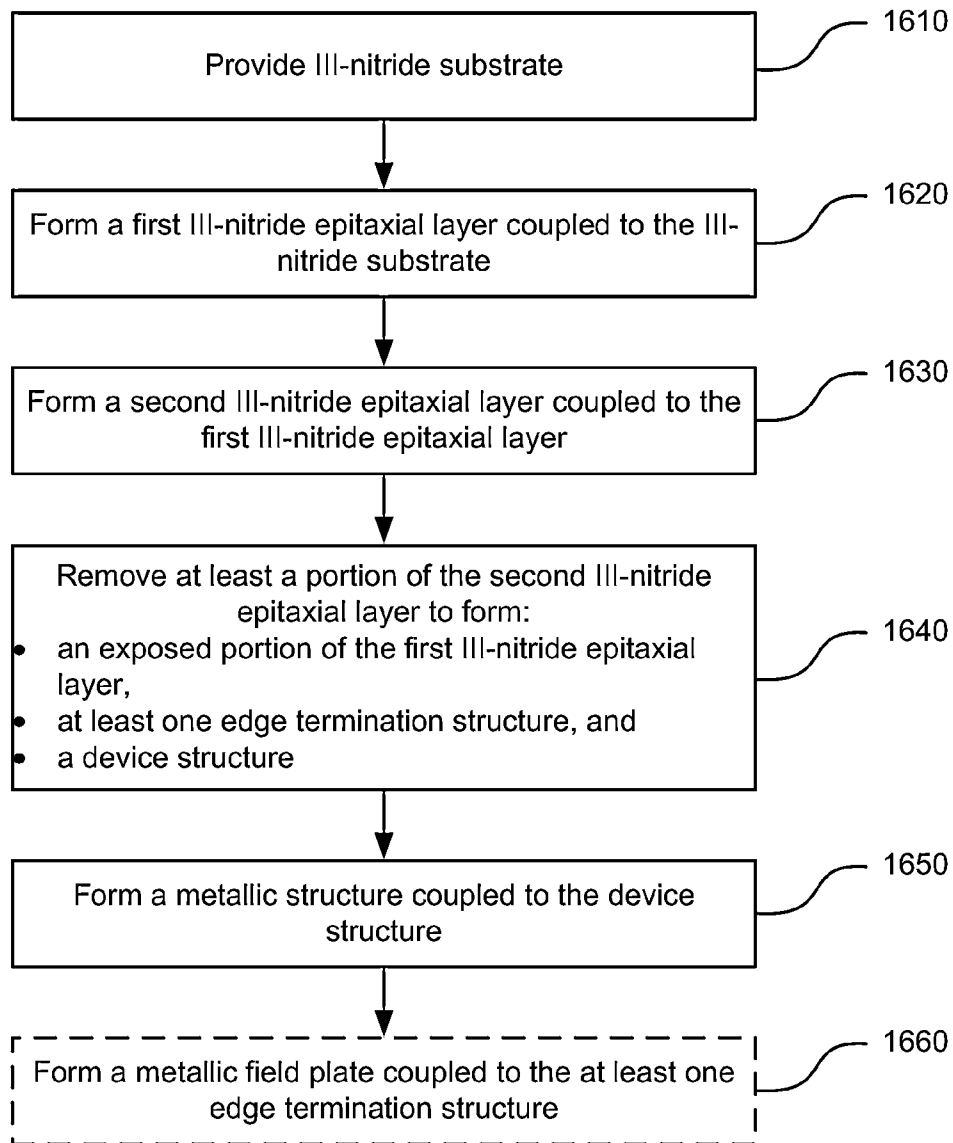 1610
Provide III-nitride substrate
1620
Form a first III-nitride epitaxial layer coupled to the III-
nitride substrate
1630
Form a second III-nitride epitaxial layer coupled to the
first III-nitride epitaxial layer
Remove at least a portion of the second III-nitride
epitaxial layer to form:
• an exposed portion of the first III-nitride epitaxial
layer,
• at least one edge termination structure, and
• a device structure
1640
1650
Form a metallic structure coupled to the device
structure
1660
Form a metallic field plate coupled to the at least one
edge termination structure